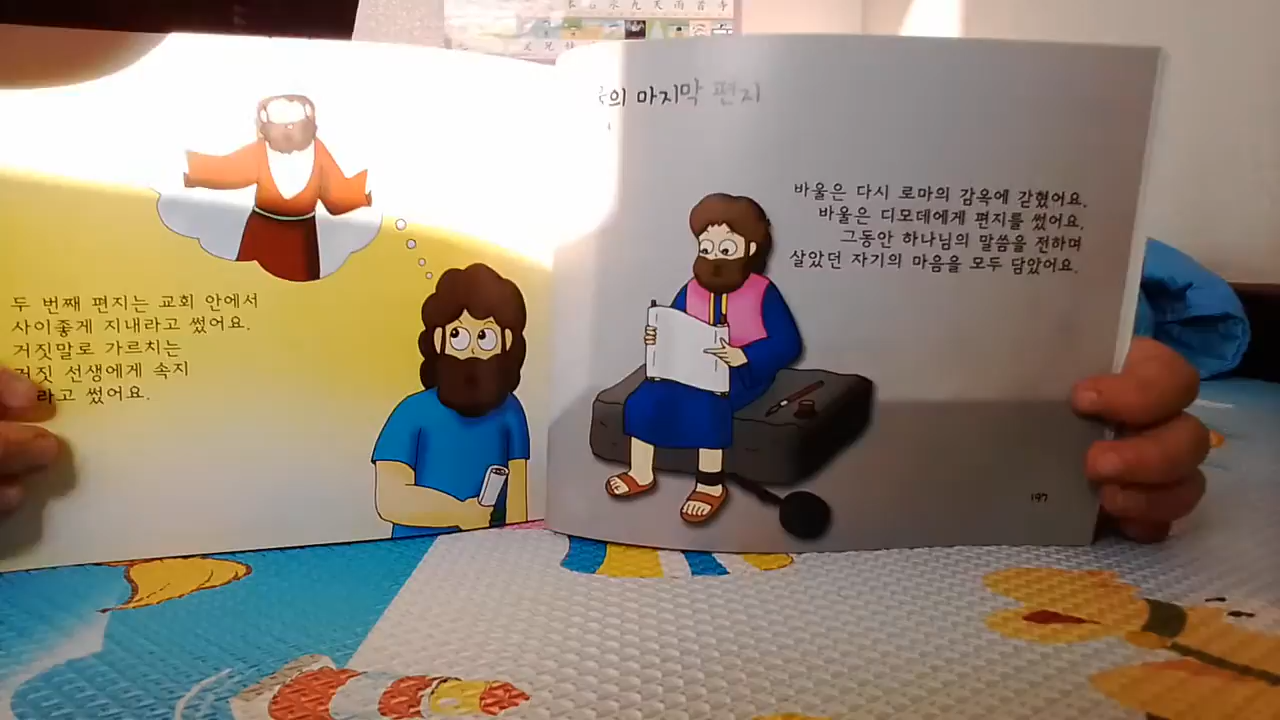 두 번째 편지는 교회 안에서
사이좋게 지내라고 썼어요.
거짓말로 가르치는
거짓 선생에게 속지
라고 썼어요.
의 마지막 편지
바울은 다시 로마의 감옥에 갇혔어요.
바울은 디모데에게 편지를 썼어요.
그동안 하나님의 말씀을 전하며
살았던 자기의 마음을 모두 담았어요.
197